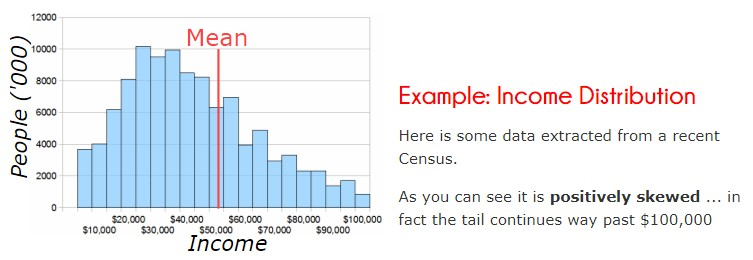 12000
10000
8000
6000
4000
2000
0
People ('000)
Mean
$20,000 $40,000 $60,000 $80,000 $100,000
$10,000 $30,000 $50,000 $70,000 $90,000
Income
Example: Income Distribution
Here is some data extracted from a recent
Census.
As you can see it is positively skewed ... in
fact the tail continues way past $100,000